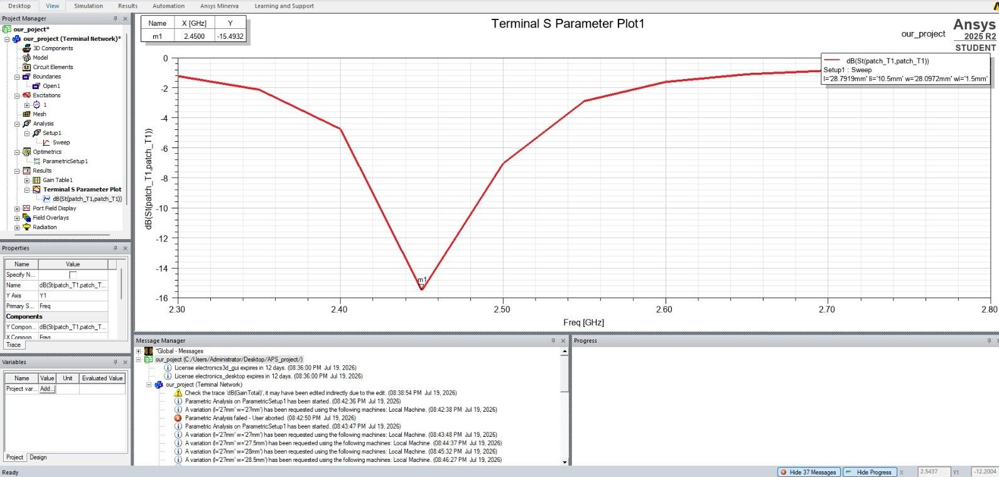 Desktop View Simulation Results Automation Ansys Minerva Learning and Support
Project Manager
our_poject*
our_project (Terminal Network)*
3D Components
Model
Circuit Elements
Boundaries
Open1
Excitations
1
Mesh
Analysis
Setup1
Sweep
Optimetrics
ParametricSetup1
Results
Gain Table1
Terminal S Parameter Plot
dB(St(patch_T1,patch_T1))
Port Field Display
Field Overlays
Radiation
Properties
Name Value
Specify N...
Name dB(St(patch_T1,patch_T...
Y Axis Y1
Primary S... Freq
Components
Y Compon... dB(St(patch_T1,patch_T...
X Compon Freq
Trace
Variables
Name Value Unit Evaluated Value
Project var... Add...
Project Design
Name X [GHz] Y
m1 2.4500 -15.4932
Terminal S Parameter Plot1
our_project
Ansys
2025 R2
STUDENT
dB(St(patch_T1,patch_T1))
Setup1 : Sweep
l='28.7919mm' li='10.5mm' w='28.0972mm' wi='1.5mm'
dB(St(patch_T1,patch_T1))
0
-2
-4
-6
-8
-10
-12
-14
-16
m1
2.30 2.40 2.50 2.60 2.70 2.80
Freq [GHz]
Message Manager
*Global - Messages
our_poject (C:/Users/Administrator/Desktop/APS_project/)
License electronics3d_gui expires in 12 days. (08:36:00 PM Jul 19, 2026)
License electronics_desktop expires in 12 days. (08:36:00 PM Jul 19, 2026)
our_project (Terminal Network)
Check the trace 'dB(GainTotal)', it may have been edited indirectly due to the edit. (08:38:54 PM Jul 19, 2026)
Parametric Analysis on ParametricSetup1 has been started. (08:42:36 PM Jul 19, 2026)
A variation (l='27mm' w='27mm') has been requested using the following machines: Local Machine. (08:42:38 PM Jul 19, 2026)
Parametric Analysis failed - User aborted. (08:42:50 PM Jul 19, 2026)
Parametric Analysis on ParametricSetup1 has been started. (08:43:47 PM Jul 19, 2026)
A variation (l='27mm' w='27mm') has been requested using the following machines: Local Machine. (08:43:48 PM Jul 19, 2026)
A variation (l='27mm' w='27.5mm') has been requested using the following machines: Local Machine. (08:44:37 PM Jul 19, 2026)
A variation (l='27mm' w='28mm') has been requested using the following machines: Local Machine. (08:45:32 PM Jul 19, 2026)
A variation (l='27mm' w='28.5mm') has been requested using the following machines: Local Machine. (08:46:27 PM Jul 19, 2026)
Progress
Ready
Hide 37 Messages Hide Progress X 2.5437 Y1 -12.2004